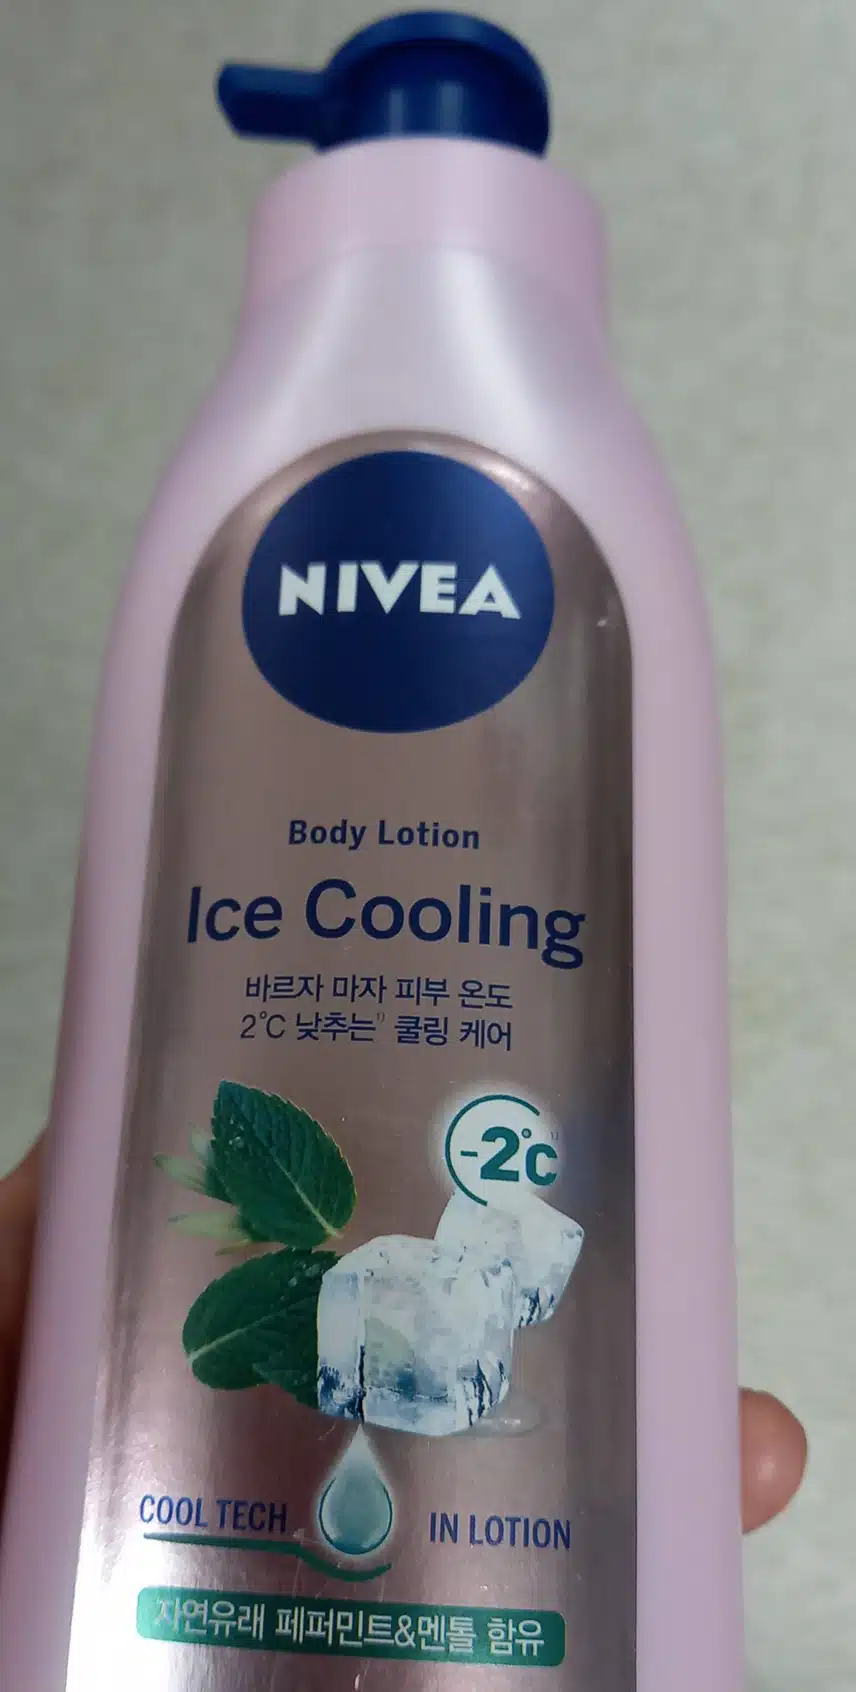 NIVEA
Body Lotion
Ice Cooling
바르자 마자 피부 온도
2℃ 낮추는¹⁾ 쿨링 케어
-2℃¹⁾
COOL TECH IN LOTION
자연유래 페퍼민트&멘톨 함유